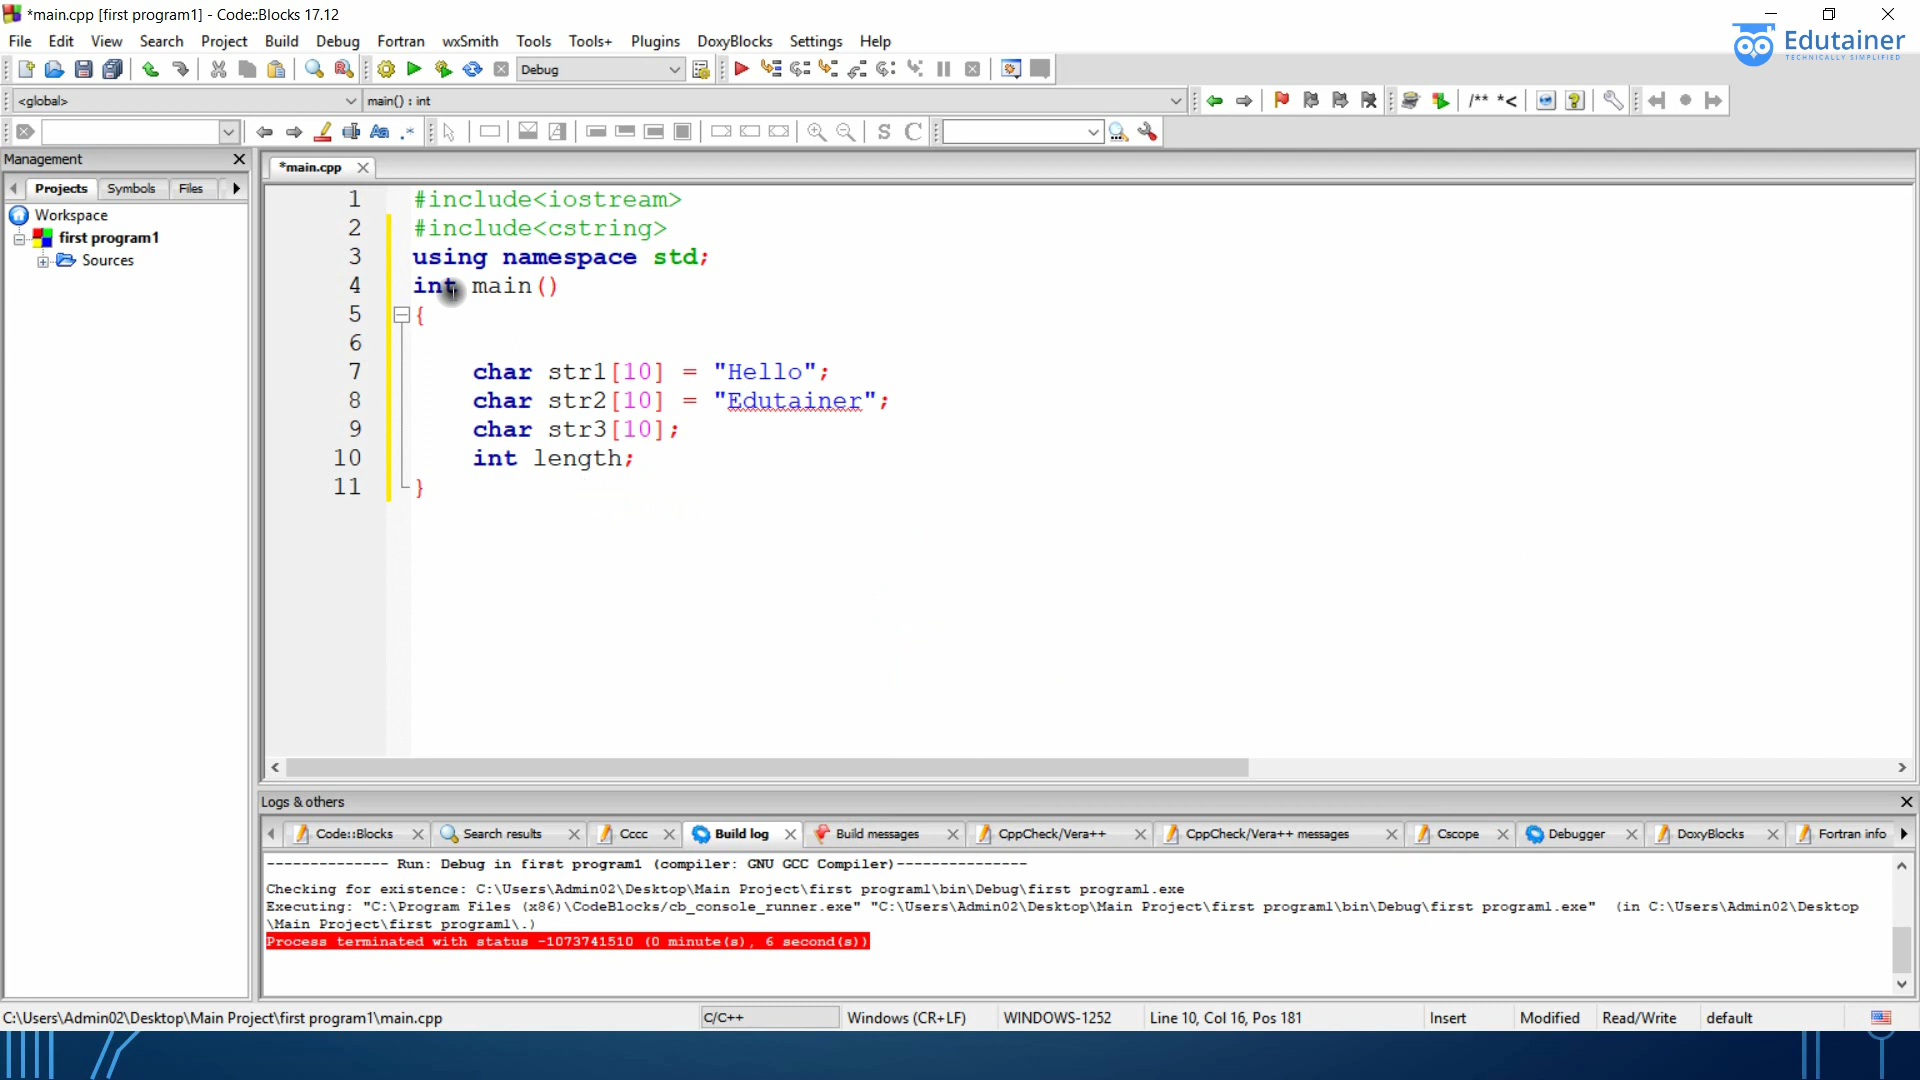 *main.cpp [first program1] - Code::Blocks 17.12
File Edit View Search Project Build Debug Fortran wxSmith Tools Tools+ Plugins DoxyBlocks Settings Help
Edutainer
TECHNICALLY SIMPLIFIED
Debug
<global> main() : int
/** *<
Management
Projects Symbols Files
Workspace
first program1
Sources
*main.cpp
1 #include<iostream>
2 #include<cstring>
3 using namespace std;
4 int main()
5 {
6
7 char str1[10] = "Hello";
8 char str2[10] = "Edutainer";
9 char str3[10];
10 int length;
11 }
Logs & others
Code::Blocks Search results Cccc Build log Build messages CppCheck/Vera++ CppCheck/Vera++ messages Cscope Debugger DoxyBlocks Fortran info
-------------- Run: Debug in first program1 (compiler: GNU GCC Compiler)---------------
Checking for existence: C:\Users\Admin02\Desktop\Main Project\first program1\bin\Debug\first program1.exe
Executing: "C:\Program Files (x86)\CodeBlocks/cb_console_runner.exe" "C:\Users\Admin02\Desktop\Main Project\first program1\bin\Debug\first program1.exe" (in C:\Users\Admin02\Desktop
\Main Project\first program1\.)
Process terminated with status -1073741510 (0 minute(s), 6 second(s))
C:\Users\Admin02\Desktop\Main Project\first program1\main.cpp C/C++ Windows (CR+LF) WINDOWS-1252 Line 10, Col 16, Pos 181 Insert Modified Read/Write default